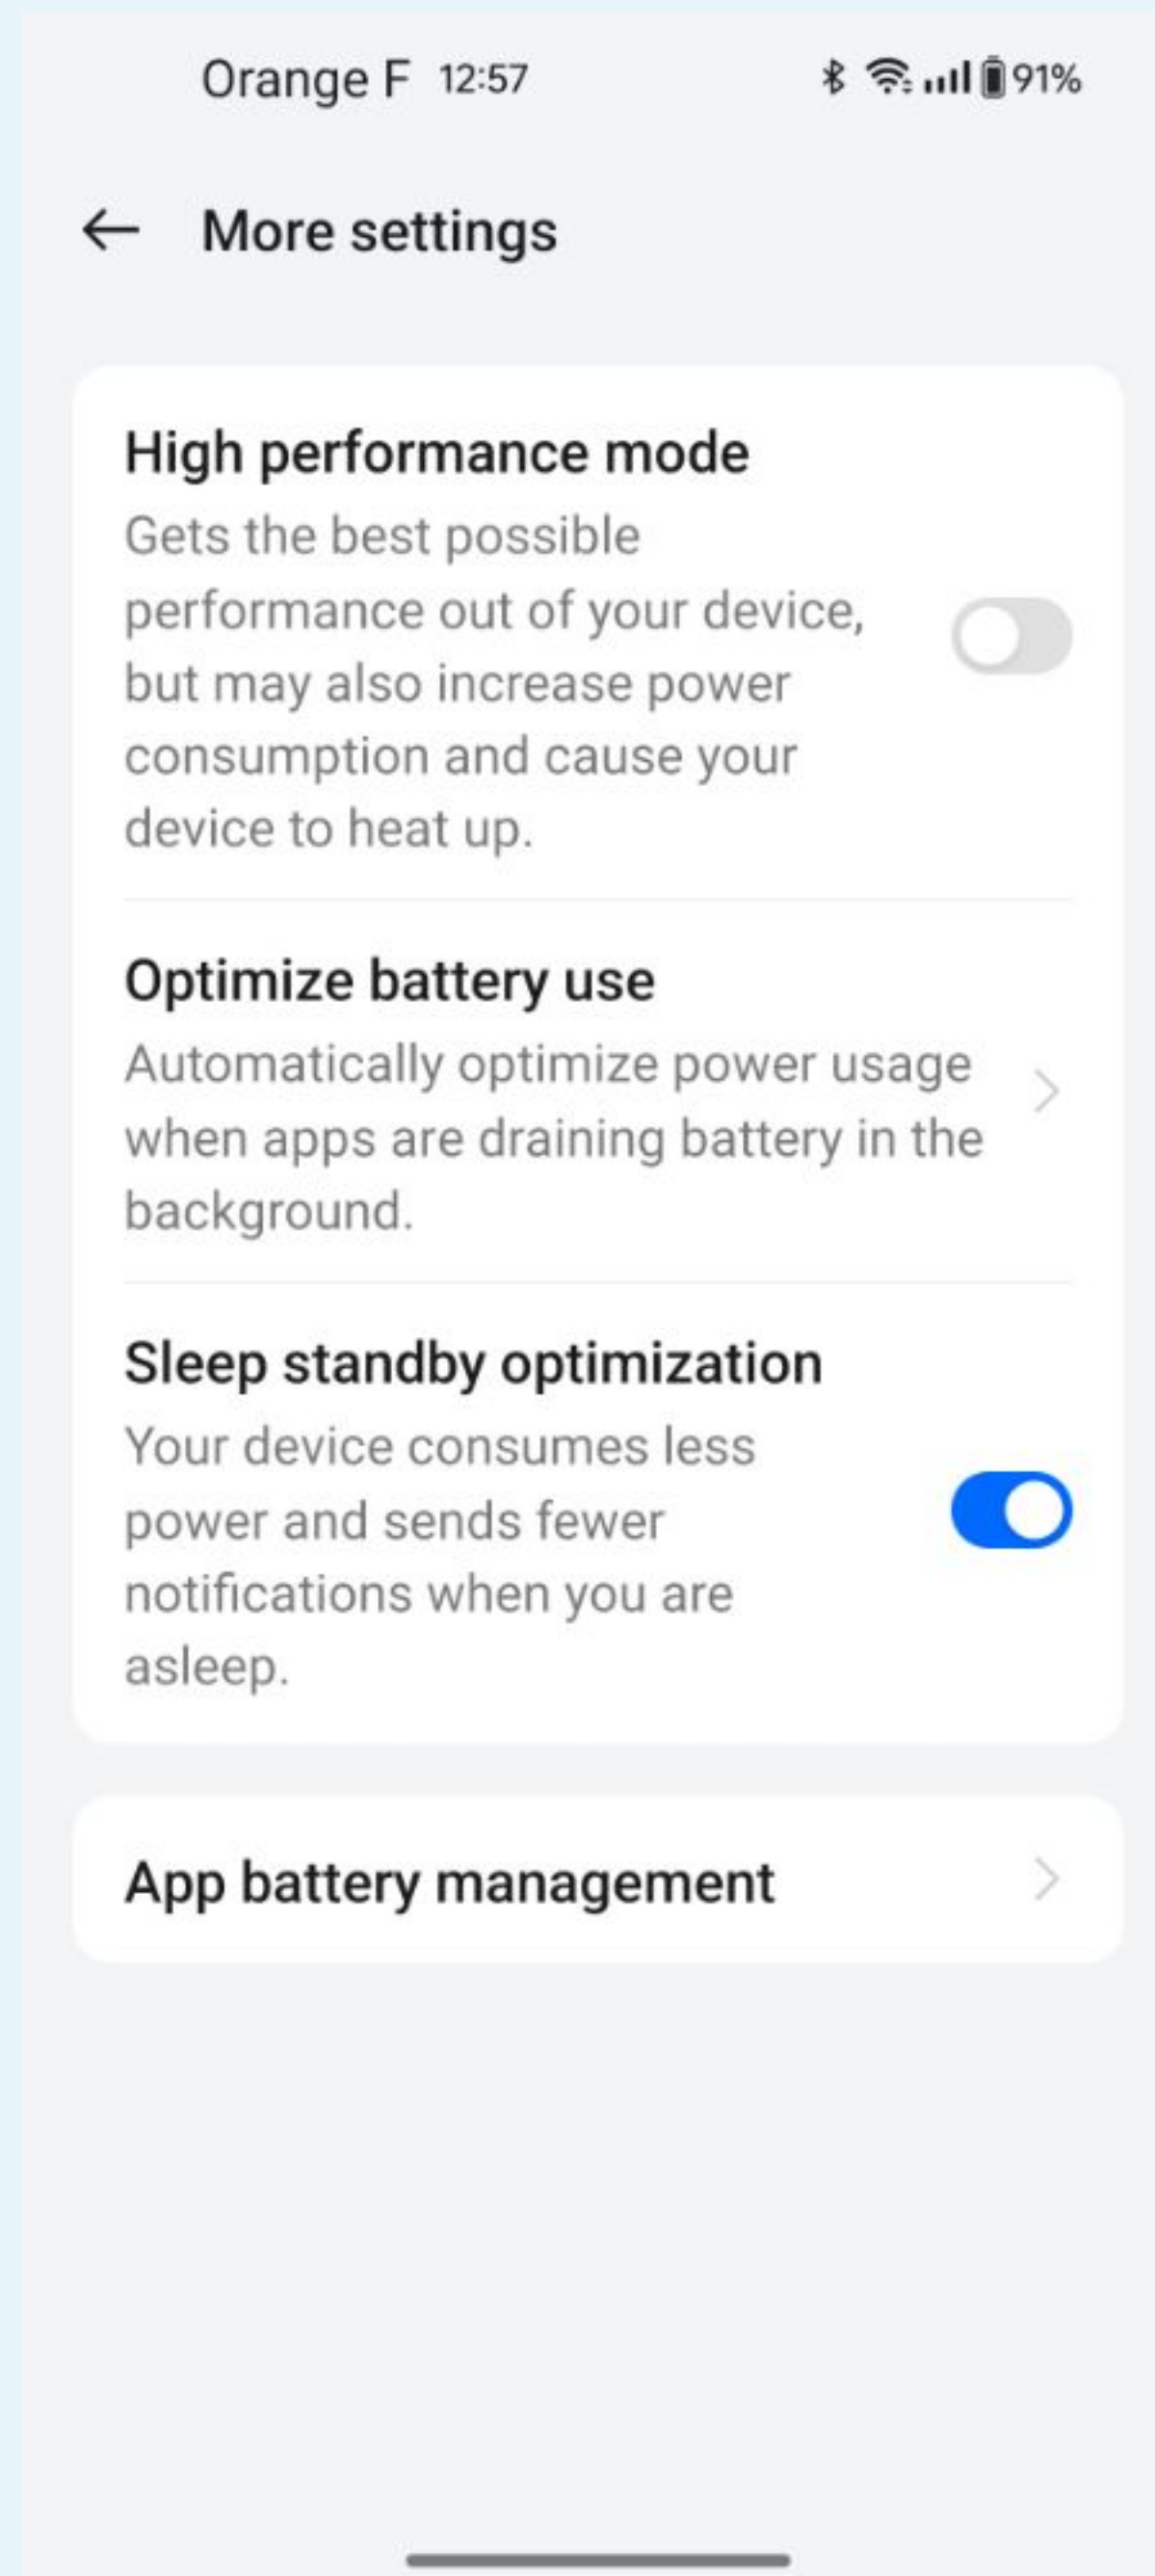 Orange F 12:57 91%
More settings
High performance mode
Gets the best possible
performance out of your device,
but may also increase power
consumption and cause your
device to heat up.
Optimize battery use
Automatically optimize power usage
when apps are draining battery in the
background.
Sleep standby optimization
Your device consumes less
power and sends fewer
notifications when you are
asleep.
App battery management